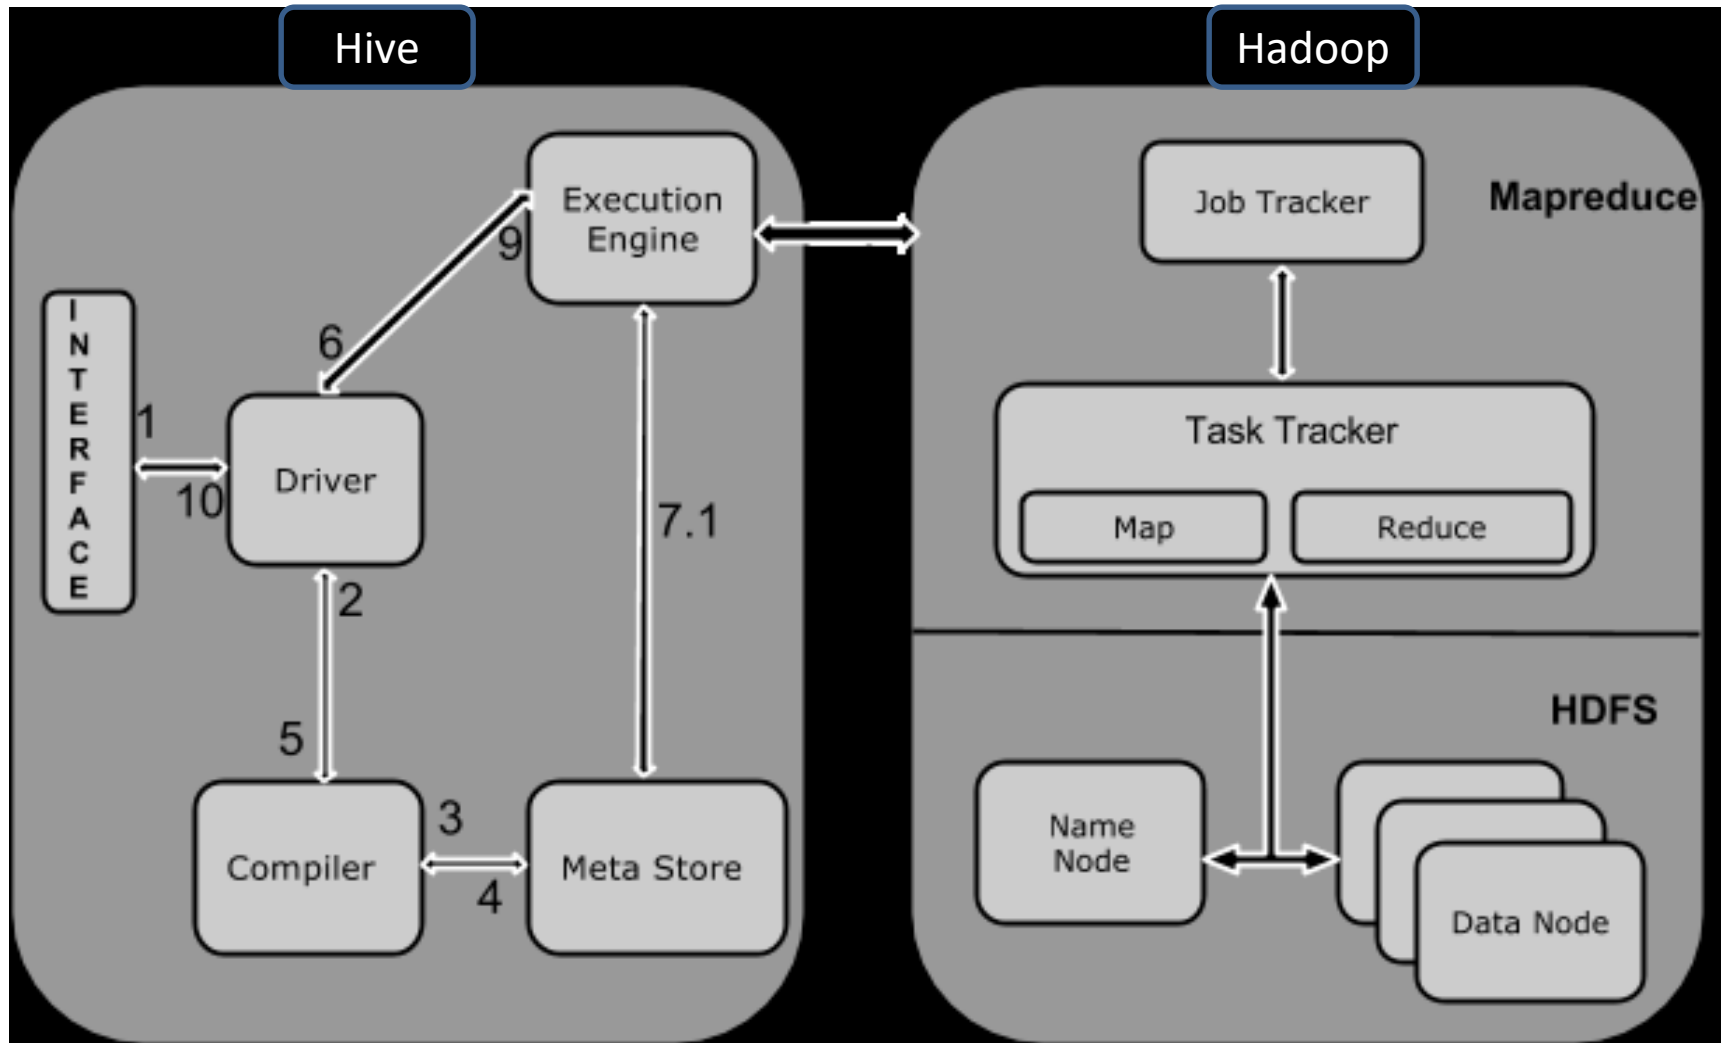 Hive
Hadoop
Execution
Engine
9
6
I
N
T
E
R
F
A
C
E
1
10
Driver
2
7.1
5
3
4
Compiler
Meta Store
Job Tracker
Mapreduce
Task Tracker
Map
Reduce
HDFS
Name
Node
Data Node